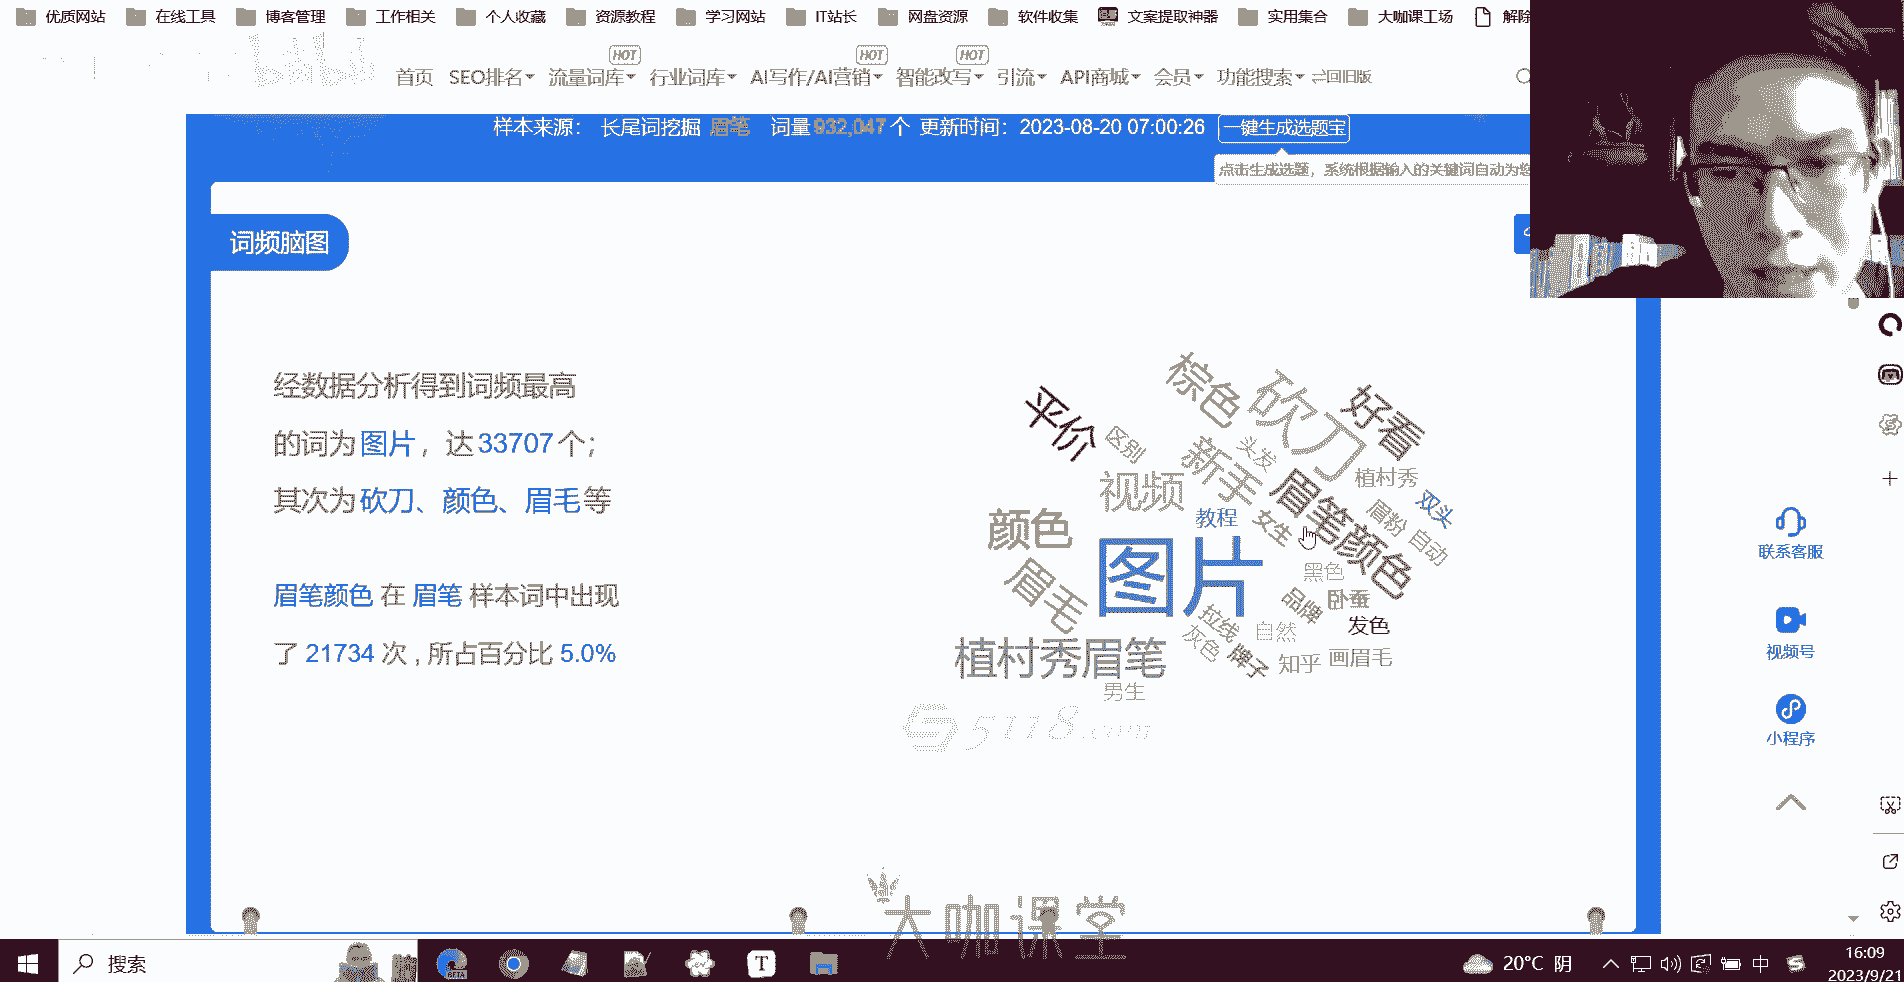 优质网站 在线工具 博客管理 工作相关 个人收藏 资源教程 学习网站 IT站长 网盘资源 软件收集 文案提取神器 实用集合 大咖课工场 解除
HOT HOT HOT
首页 SEO排名 流量词库 行业词库 AI写作/AI营销 智能改写 引流 API商城 会员 功能搜索 回旧版
样本来源： 长尾词挖掘 眉笔 词量932,047个 更新时间：2023-08-20 07:00:26 一键生成选题宝
点击生成选题，系统根据输入的关键词自动为您
词频脑图
经数据分析得到词频最高
的词为图片，达33707个；
其次为砍刀、颜色、眉毛等
眉笔颜色 在 眉笔 样本词中出现
了 21734 次 , 所占百分比 5.0%
棕色
砍刀
好看
平价
区别
头发
新手
植村秀
视频
眉笔颜色
双头
颜色
教程
女生
眉粉
自动
图片
黑色
眉毛
品牌
卧蚕
拉线
自然
发色
灰色
植村秀眉笔
牌子
知乎
画眉毛
男生
5118.com
联系客服
视频号
小程序
大咖课堂
搜索
BETA
T
20°C 阴
中
16:09
2023/9/21